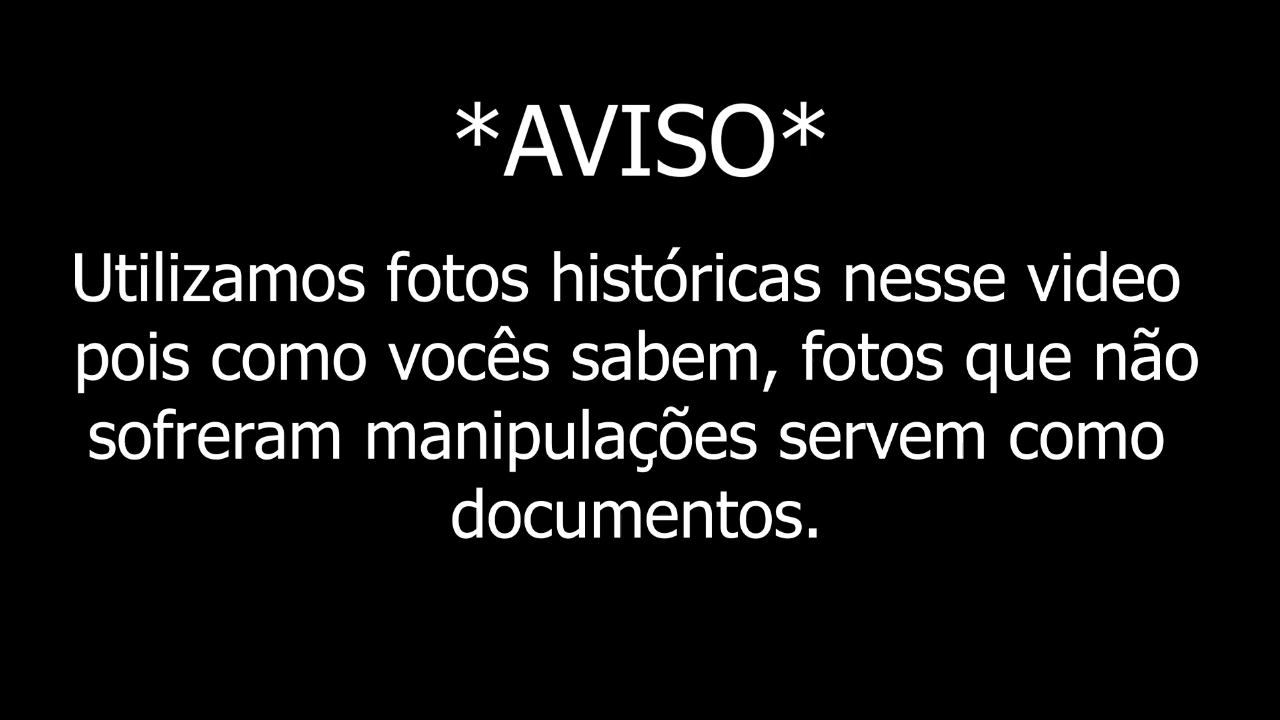 *AVISO*
Utilizamos fotos históricas nesse video
pois como vocês sabem, fotos que não
sofreram manipulações servem como
documentos.